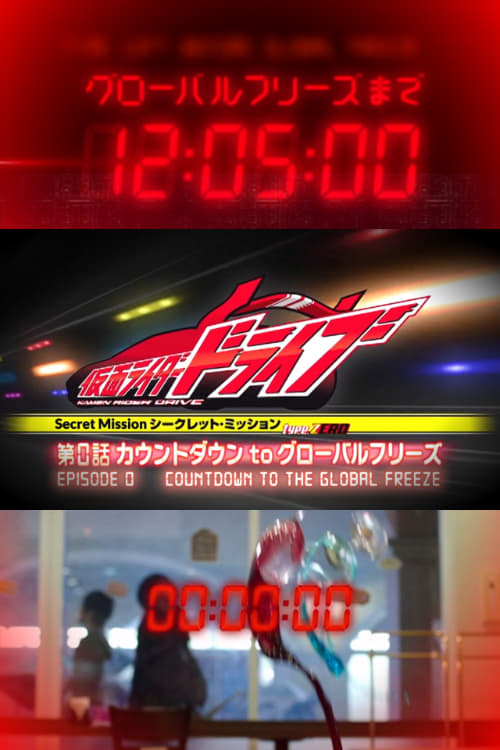 グローバルフリーズまで
12:05:00
仮面ライダードライブ
KAMEN RIDER DRIVE
Secret Mission シークレット・ミッション type ZERO
第0話 カウントダウン to グローバルフリーズ
EPISODE 0 COUNTDOWN TO THE GLOBAL FREEZE
00:00:00